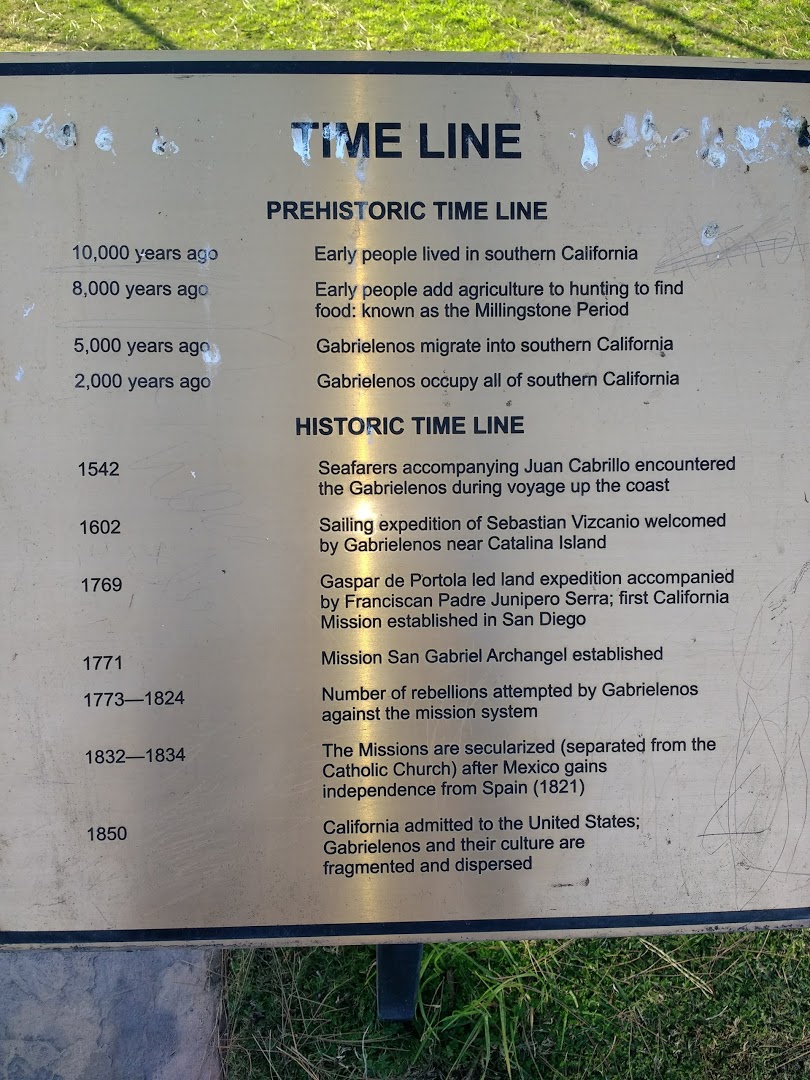 TIME LINE
PREHISTORIC TIME LINE
10,000 years ago Early people lived in southern California
8,000 years ago Early people add agriculture to hunting to find
food: known as the Millingstone Period
5,000 years ago Gabrielenos migrate into southern California
2,000 years ago Gabrielenos occupy all of southern California
HISTORIC TIME LINE
1542 Seafarers accompanying Juan Cabrillo encountered
the Gabrielenos during voyage up the coast
1602 Sailing expedition of Sebastian Vizcanio welcomed
by Gabrielenos near Catalina Island
1769 Gaspar de Portola led land expedition accompanied
by Franciscan Padre Junipero Serra; first California
Mission established in San Diego
1771 Mission San Gabriel Archangel established
1773—1824 Number of rebellions attempted by Gabrielenos
against the mission system
1832—1834 The Missions are secularized (separated from the
Catholic Church) after Mexico gains
independence from Spain (1821)
1850 California admitted to the United States;
Gabrielenos and their culture are
fragmented and dispersed